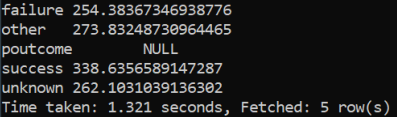 failure 254.38367346938776
other 273.83248730964465
poutcome NULL
success 338.6356589147287
unknown 262.1031039136302
Time taken: 1.321 seconds, Fetched: 5 row(s)